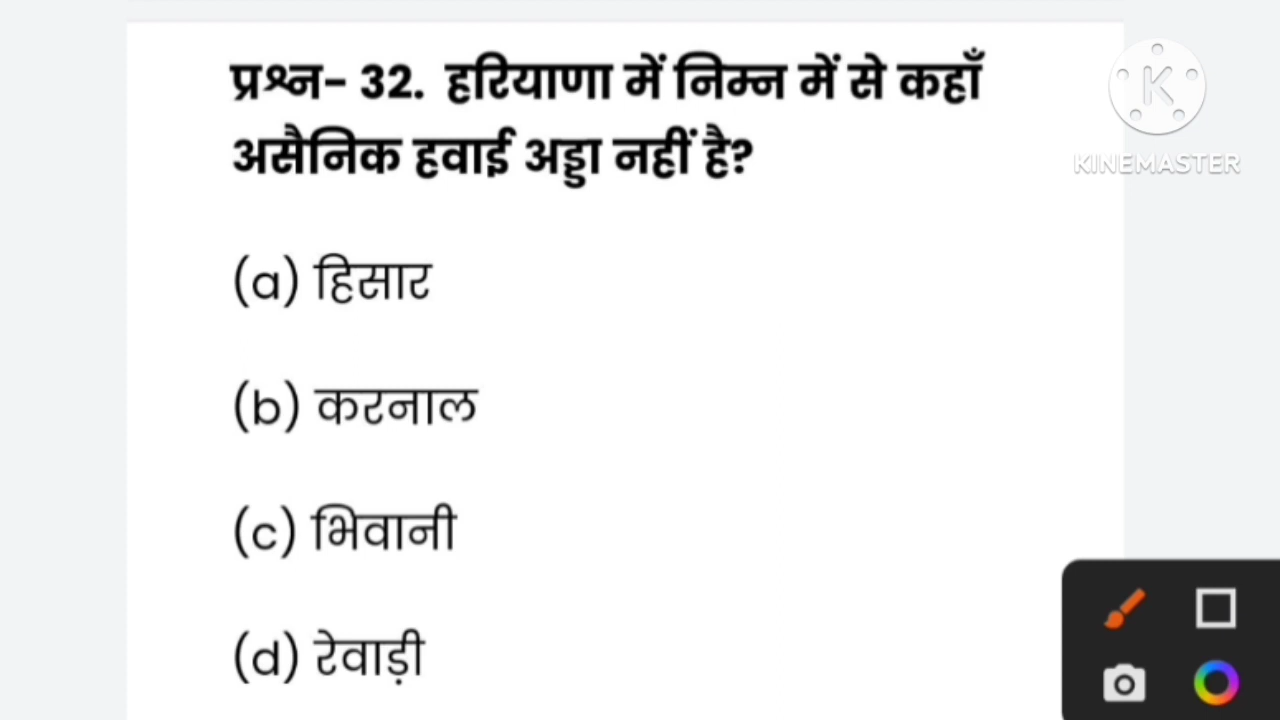 प्रश्न- 32. हरियाणा में निम्न में से कहाँ
असैनिक हवाई अड्डा नहीं है?
(a) हिसार
(b) करनाल
(c) भिवानी
(d) रेवाड़ी
K
KINEMASTER